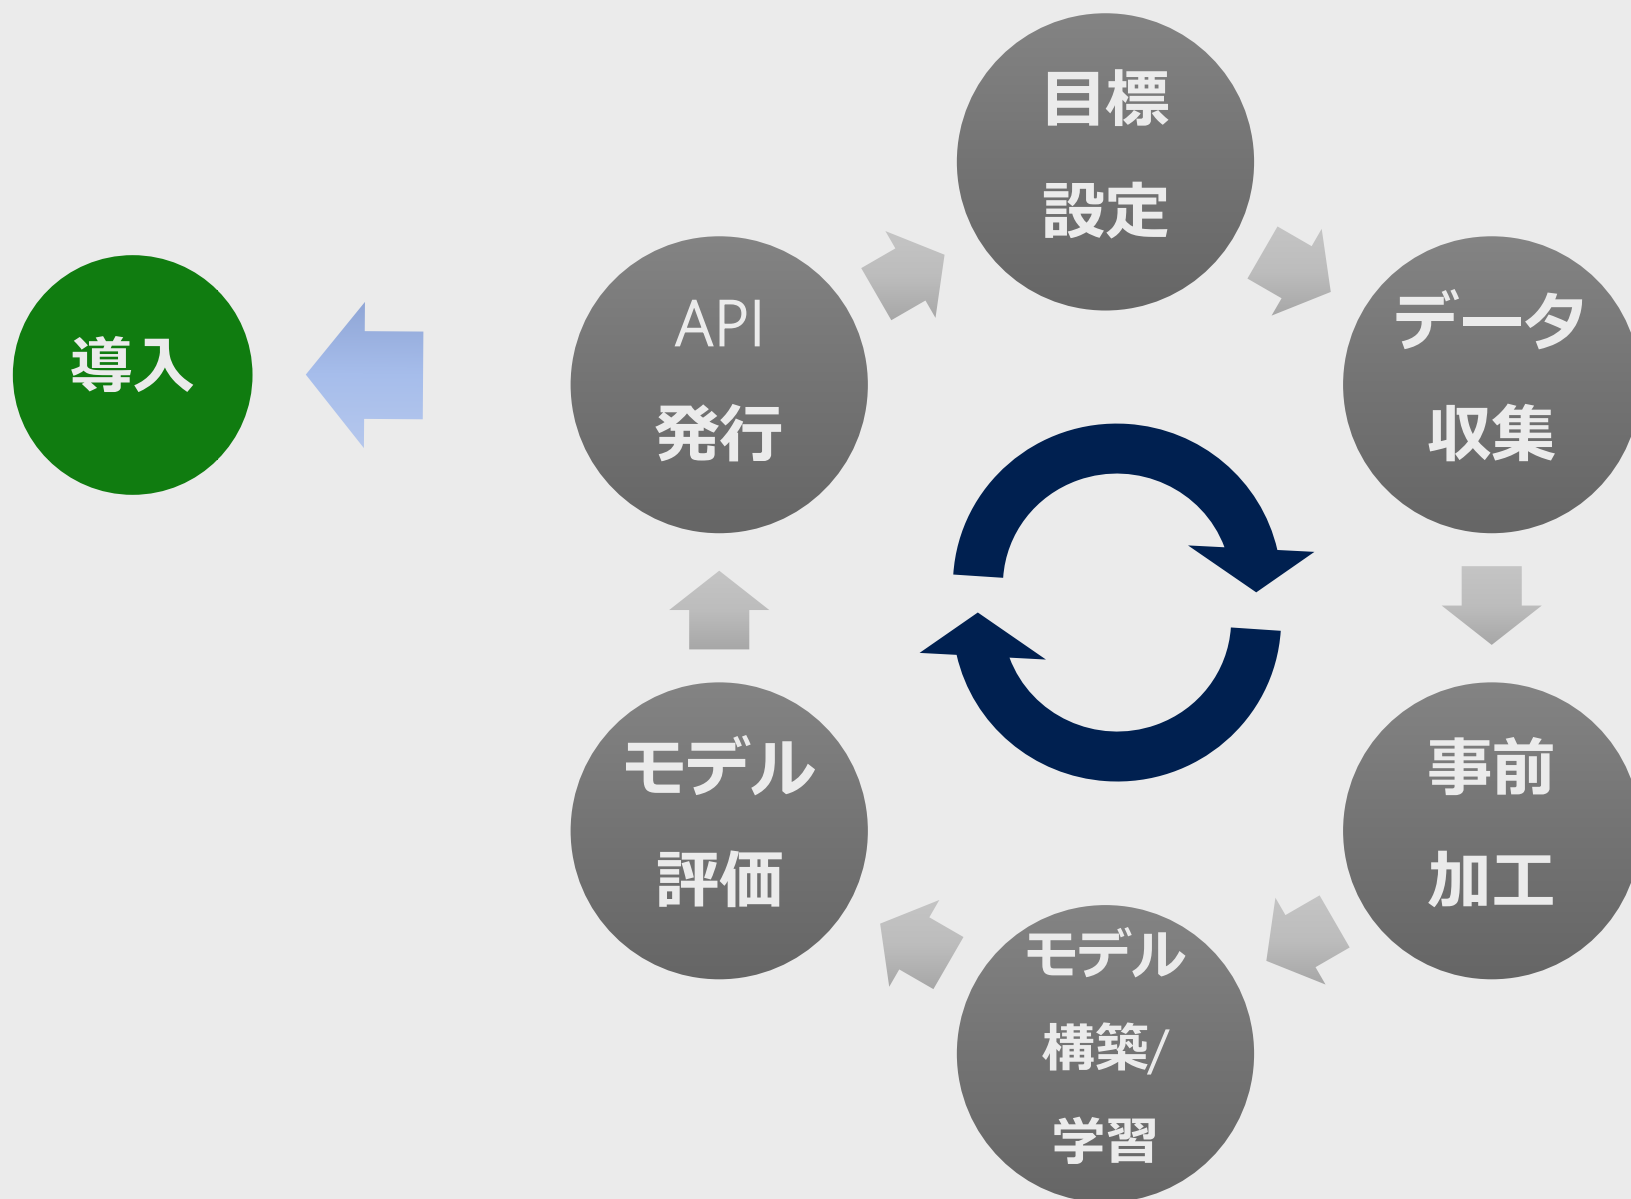 目標
設定
データ
収集
事前
加工
モデル
構築/
学習
モデル
評価
API
発行
導入